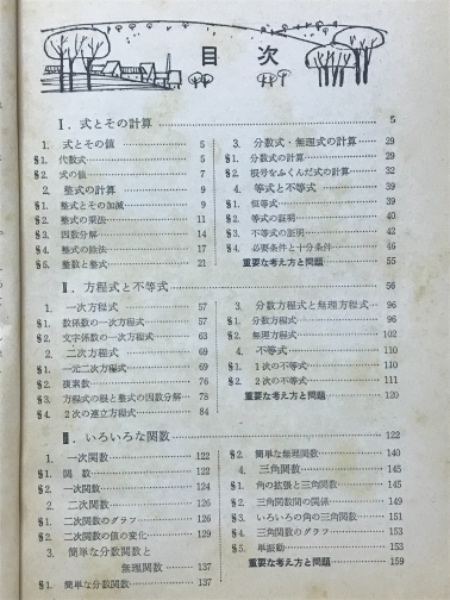 目次
I. 式とその計算 5
1. 式とその値 5
§1. 代数式 5
§2. 式の値 7
2. 整式の計算 9
§1. 整式とその加減 9
§2. 整式の乗法 11
§3. 因数分解 14
§4. 整式の除法 17
§5. 整数と整式 21
3. 分数式・無理式の計算 29
§1. 分数式の計算 29
§2. 根号をふくんだ式の計算 32
4. 等式と不等式 39
§1. 恒等式 39
§2. 等式の証明 40
§3. 不等式の証明 42
§4. 必要条件と十分条件 46
重要な考え方と問題 55
II. 方程式と不等式 56
1. 一次方程式 57
§1. 数係数の一次方程式 57
§2. 文字係数の一次方程式 63
2. 二次方程式 69
§1. 一元二次方程式 69
§2. 複素数 76
§3. 方程式の根と整式の因数分解 78
§4. 2次の連立方程式 84
3. 分数方程式と無理方程式 96
§1. 分数方程式 96
§2. 無理方程式 102
4. 不等式 110
§1. 1次の不等式 110
§2. 2次の不等式 111
重要な考え方と問題 120
III. いろいろな関数 122
1. 一次関数 122
§1. 関数 122
§2. 一次関数 124
2. 二次関数 126
§1. 二次関数のグラフ 126
§2. 二次関数の値の変化 129
3. 簡単な分数関数と
無理関数 137
§1. 簡単な分数関数 137
§2. 簡単な無理関数 140
4. 三角関数 145
§1. 角の拡張と三角関数 145
§2. 三角関数間の関係 149
§3. いろいろの角の三角関数 151
§4. 三角関数のグラフ 153
§5. 単振動 153
重要な考え方と問題 159